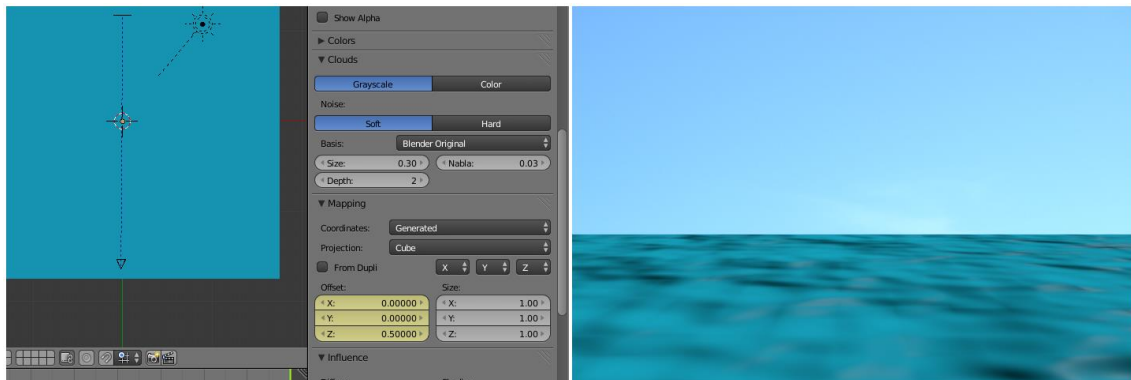 Show Alpha
Colors
Clouds
Grayscale Color
Noise:
Soft Hard
Basis: Blender Original
Size: 0.30 Nabla: 0.03
Depth: 2
Mapping
Coordinates: Generated
Projection: Cube
From Dupli X Y Z
Offset: Size:
X: 0.00000 X: 1.00
Y: 0.00000 Y: 1.00
Z: 0.50000 Z: 1.00
Influence